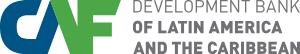 CAF
DEVELOPMENT BANK
OF LATIN AMERICA
AND THE CARIBBEAN